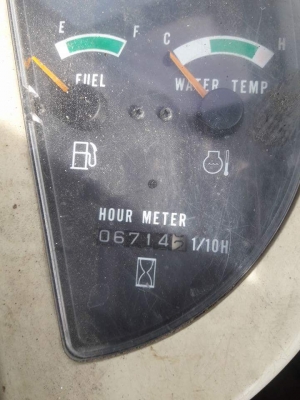 E F C H
FUEL WATER TEMP
HOUR METER
06714 1/10H